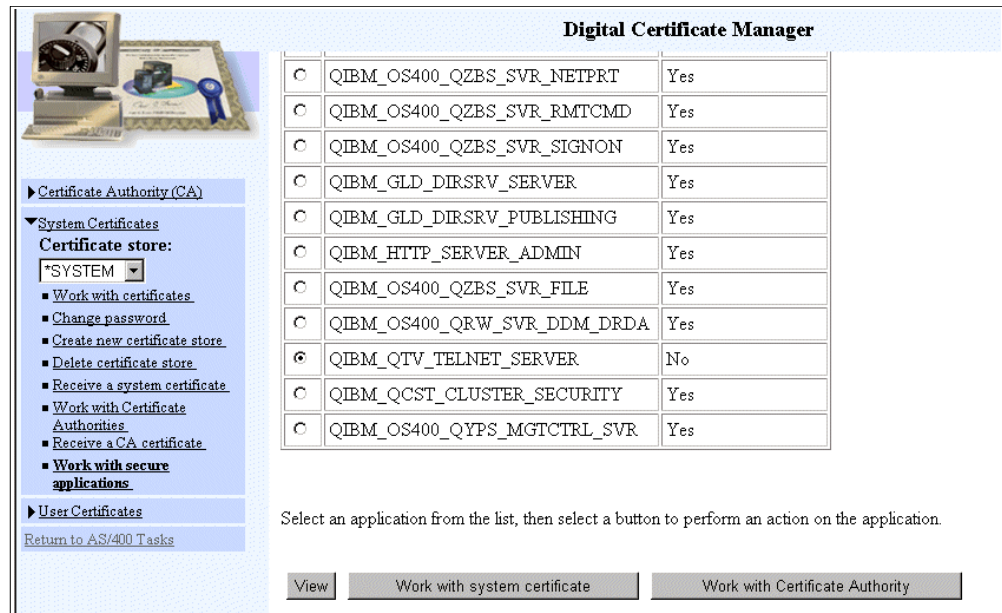 Digital Certificate Manager
QIBM_OS400_QZBS_SVR_NETPRT Yes
QIBM_OS400_QZBS_SVR_RMTCMD Yes
QIBM_OS400_QZBS_SVR_SIGNON Yes
QIBM_GLD_DIRSRV_SERVER Yes
QIBM_GLD_DIRSRV_PUBLISHING Yes
QIBM_HTTP_SERVER_ADMIN Yes
QIBM_OS400_QZBS_SVR_FILE Yes
QIBM_OS400_QRW_SVR_DDM_DRDA Yes
QIBM_QTV_TELNET_SERVER No
QIBM_QCST_CLUSTER_SECURITY Yes
QIBM_OS400_QYPS_MGTCTRL_SVR Yes
Certificate Authority (CA)
System Certificates
Certificate store:
*SYSTEM
Work with certificates
Change password
Create new certificate store
Delete certificate store
Receive a system certificate
Work with Certificate
Authorities
Receive a CA certificate
Work with secure
applications
User Certificates
Return to AS/400 Tasks
Select an application from the list, then select a button to perform an action on the application.
View
Work with system certificate
Work with Certificate Authority